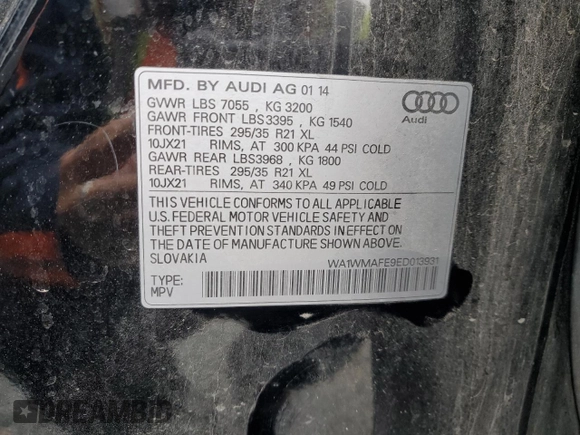 MFD. BY AUDI AG 01 14
GVWR LBS 7055 , KG 3200
GAWR FRONT LBS3395 , KG 1540
FRONT-TIRES 295/35 R21 XL
10JX21 RIMS, AT 300 KPA 44 PSI COLD
GAWR REAR LBS3968 , KG 1800
REAR-TIRES 295/35 R21 XL
10JX21 RIMS, AT 340 KPA 49 PSI COLD
Audi
THIS VEHICLE CONFORMS TO ALL APPLICABLE
U.S. FEDERAL MOTOR VEHICLE SAFETY AND
THEFT PREVENTION STANDARDS IN EFFECT ON
THE DATE OF MANUFACTURE SHOWN ABOVE.
SLOVAKIA
WA1WMAFE9ED013931
TYPE:
MPV
DREAMBID